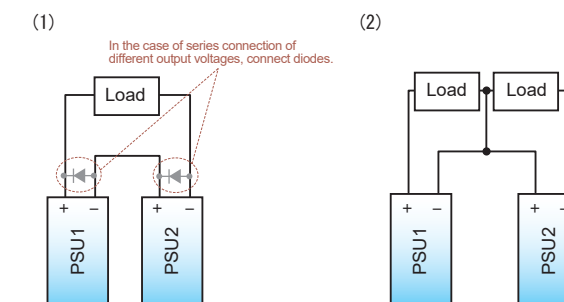 (1)
In the case of series connection of
different output voltages, connect diodes.
Load
+ − + −
PSU1
PSU2
(2)
Load
Load
+ − + −
PSU1
PSU2